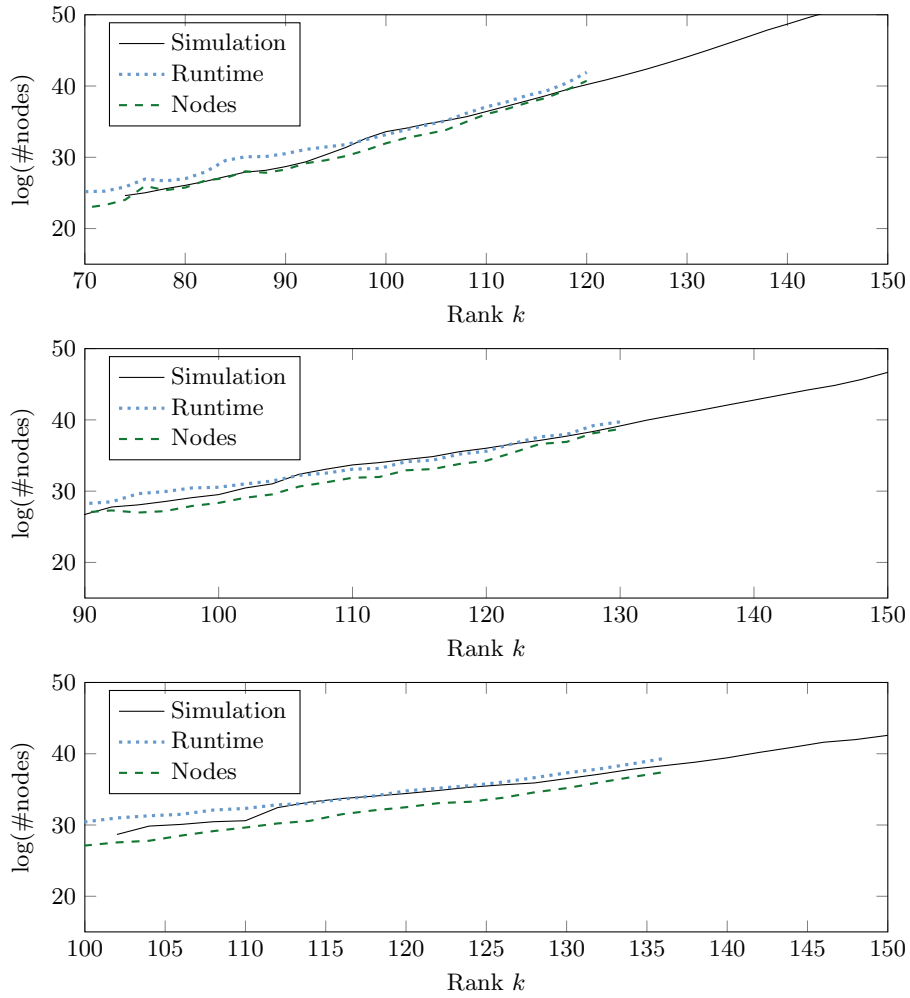 50
40
30
20
log(#nodes)
Simulation
Runtime
Nodes
70 80 90 100 110 120 130 140 150
Rank k
50
40
30
20
log(#nodes)
Simulation
Runtime
Nodes
90 100 110 120 130 140 150
Rank k
50
40
30
20
log(#nodes)
Simulation
Runtime
Nodes
100 105 110 115 120 125 130 135 140 145 150
Rank k